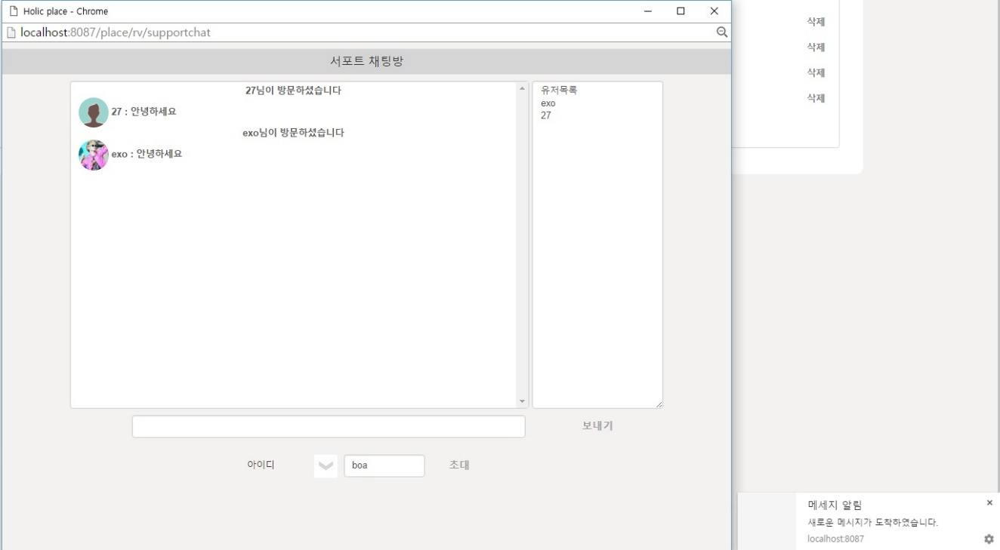 Holic place - Chrome
localhost:8087/place/rv/supportchat
서포트 채팅방
27님이 방문하셨습니다
27 : 안녕하세요
exo님이 방문하셨습니다
exo : 안녕하세요
유저목록
exo
27
보내기
아이디
boa
초대
삭제
삭제
삭제
삭제
메세지 알림
새로운 메시지가 도착하였습니다.
localhost:8087